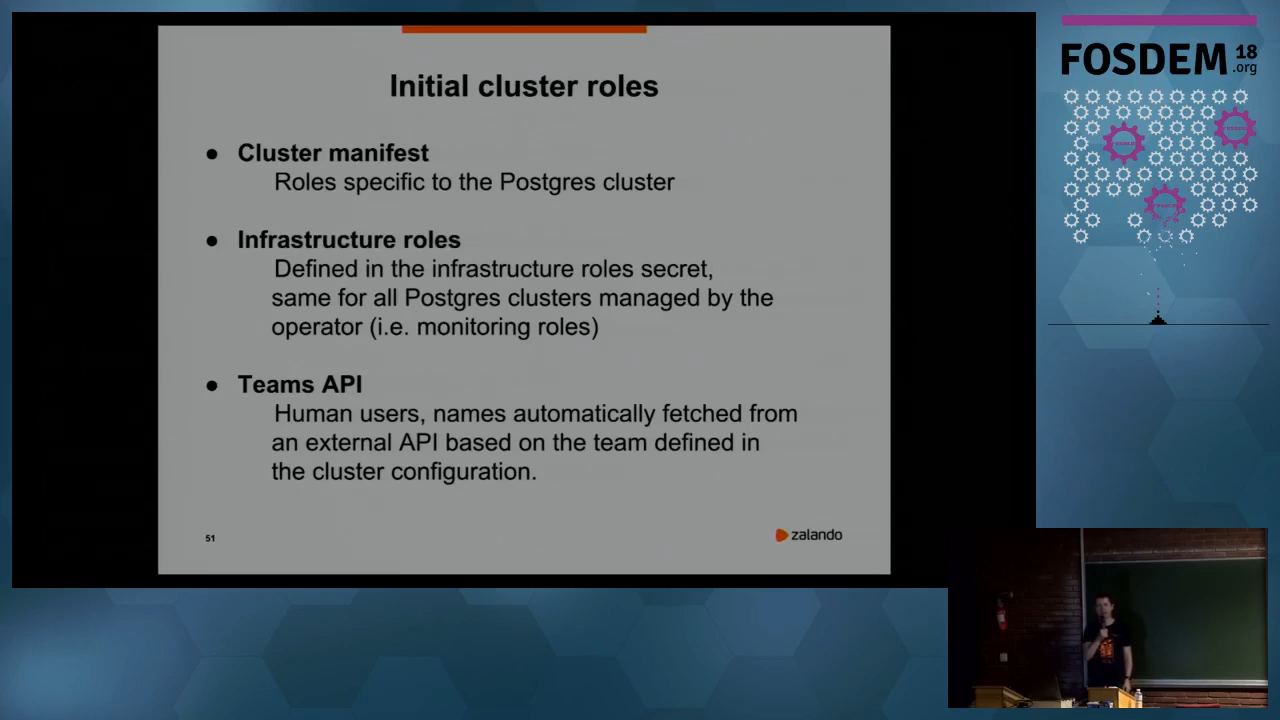 Initial cluster roles
● Cluster manifest
Roles specific to the Postgres cluster
● Infrastructure roles
Defined in the infrastructure roles secret,
same for all Postgres clusters managed by the
operator (i.e. monitoring roles)
● Teams API
Human users, names automatically fetched from
an external API based on the team defined in
the cluster configuration.
51
zalando
FOSDEM 18
.org